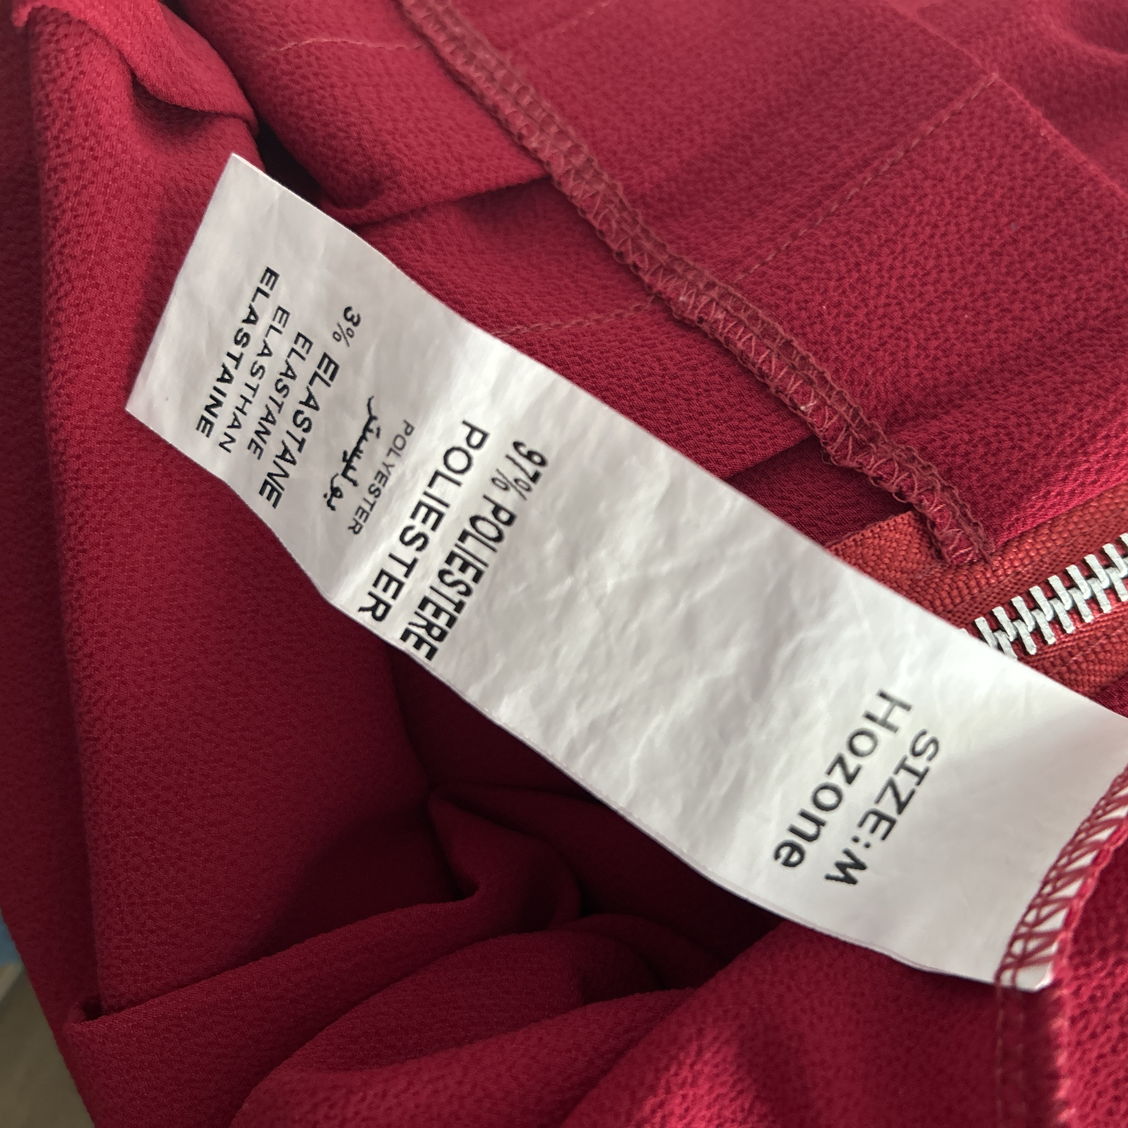 SIZE:M
Hozone
97% POLIESTERE
POLIESTER
POLYESTER
بوليستر
3% ELASTANE
ELASTANE
ELASTHAN
ELASTAINE